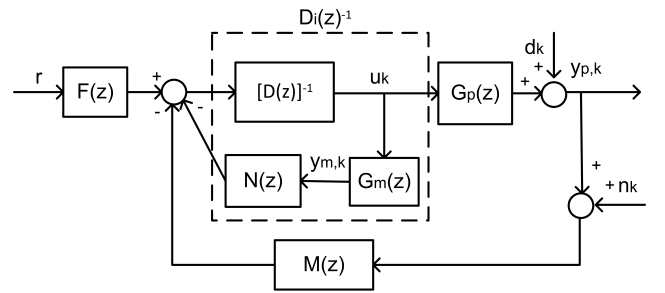 Di(z)-1
r
F(z)
+
-
-
[D(z)]-1
uk
Gp(z)
+
+
dk
yp,k
N(z)
ym,k
Gm(z)
+
+ nk
M(z)